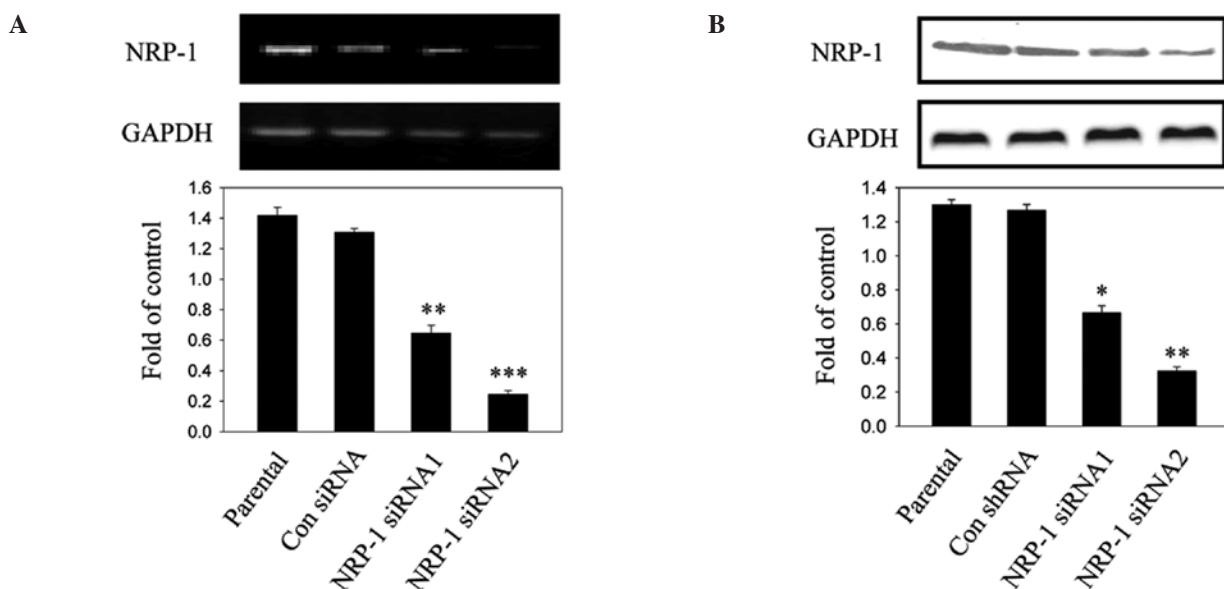 A
NRP-1
GAPDH
Fold of control
1.6
1.4
1.2
1.0
0.8
0.6
0.4
0.2
0.0
**
***
Parental
Con siRNA
NRP-1 siRNA1
NRP-1 siRNA2
B
NRP-1
GAPDH
Fold of control
1.4
1.2
1.0
0.8
0.6
0.4
0.2
0.0
*
**
Parental
Con shRNA
NRP-1 siRNA1
NRP-1 siRNA2